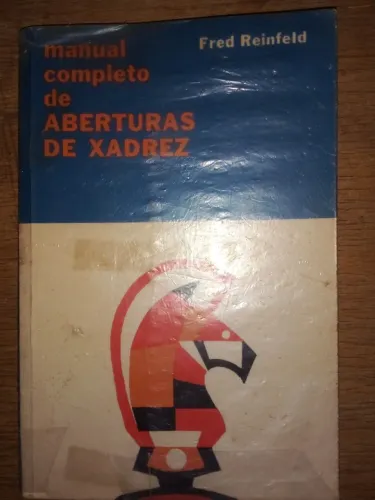 Fred Reinfeld
manual
completo
de
ABERTURAS
DE XADREZ